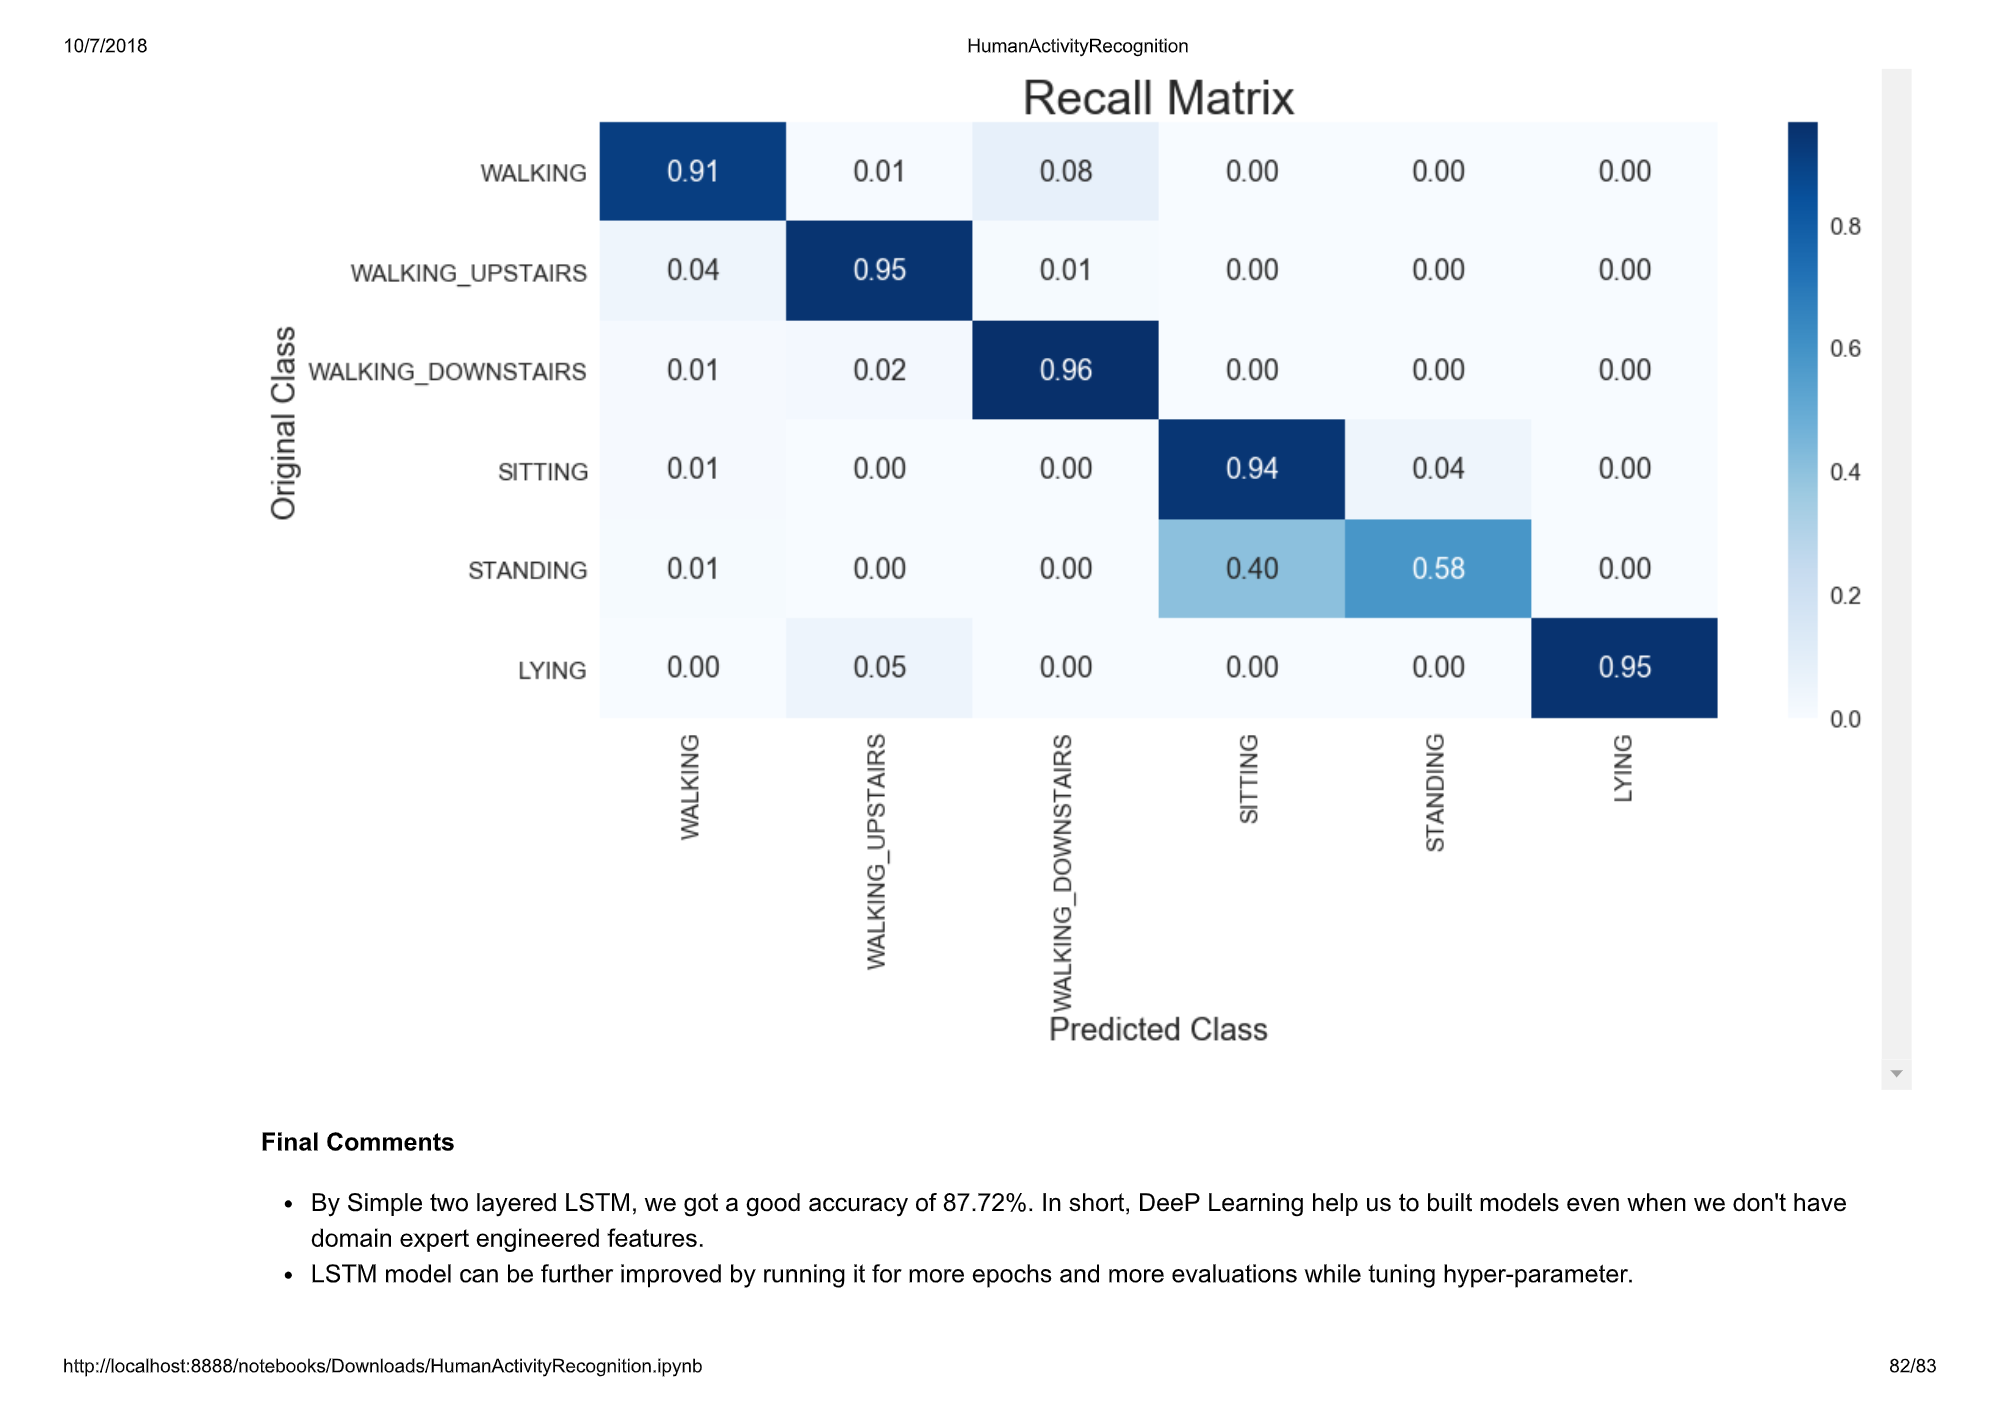 10/7/2018 HumanActivityRecognition
Recall Matrix
WALKING 0.91 0.01 0.08 0.00 0.00 0.00
0.8
WALKING_UPSTAIRS 0.04 0.95 0.01 0.00 0.00 0.00
0.6
WALKING_DOWNSTAIRS 0.01 0.02 0.96 0.00 0.00 0.00
Original Class
SITTING 0.01 0.00 0.00 0.94 0.04 0.00
0.4
STANDING 0.01 0.00 0.00 0.40 0.58 0.00
0.2
LYING 0.00 0.05 0.00 0.00 0.00 0.95
0.0
WALKING
WALKING_UPSTAIRS
WALKING_DOWNSTAIRS
SITTING
STANDING
LYING
Predicted Class
Final Comments
• By Simple two layered LSTM, we got a good accuracy of 87.72%. In short, DeeP Learning help us to built models even when we don't have
domain expert engineered features.
• LSTM model can be further improved by running it for more epochs and more evaluations while tuning hyper-parameter.
http://localhost:8888/notebooks/Downloads/HumanActivityRecognition.ipynb 82/83